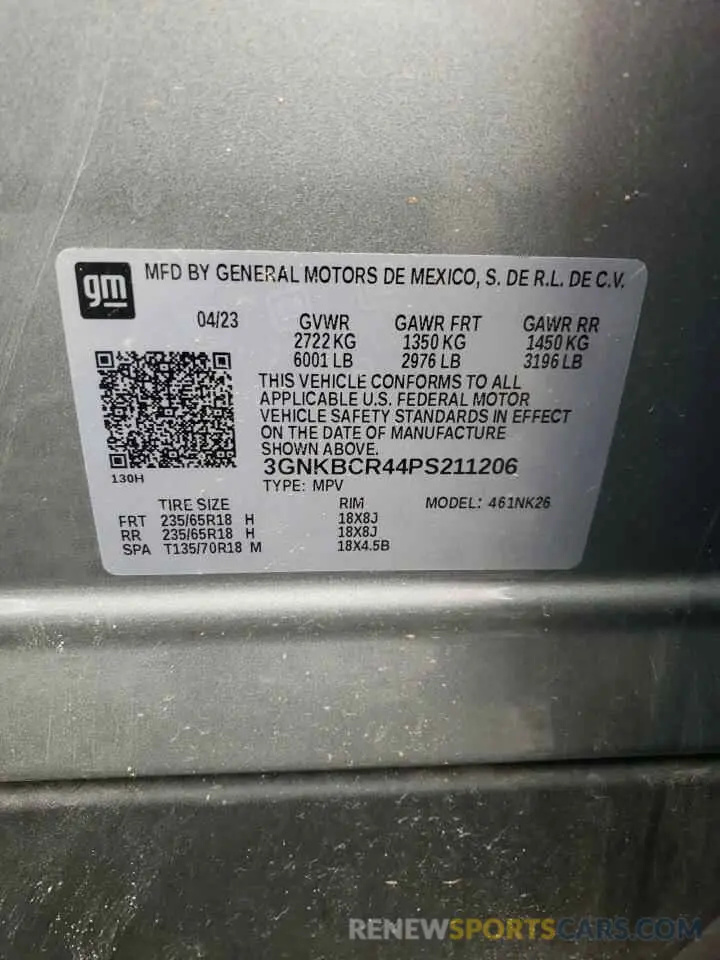 gm MFD BY GENERAL MOTORS DE MEXICO, S. DE R.L. DE C.V.
04/23 GVWR GAWR FRT GAWR RR
2722 KG 1350 KG 1450 KG
6001 LB 2976 LB 3196 LB
THIS VEHICLE CONFORMS TO ALL
APPLICABLE U.S. FEDERAL MOTOR
VEHICLE SAFETY STANDARDS IN EFFECT
ON THE DATE OF MANUFACTURE
SHOWN ABOVE.
3GNKBCR44PS211206
130H TYPE: MPV
TIRE SIZE RIM MODEL: 461NK26
FRT 235/65R18 H 18X8J
RR 235/65R18 H 18X8J
SPA T135/70R18 M 18X4.5B
RENEWSPORTSCARS.COM